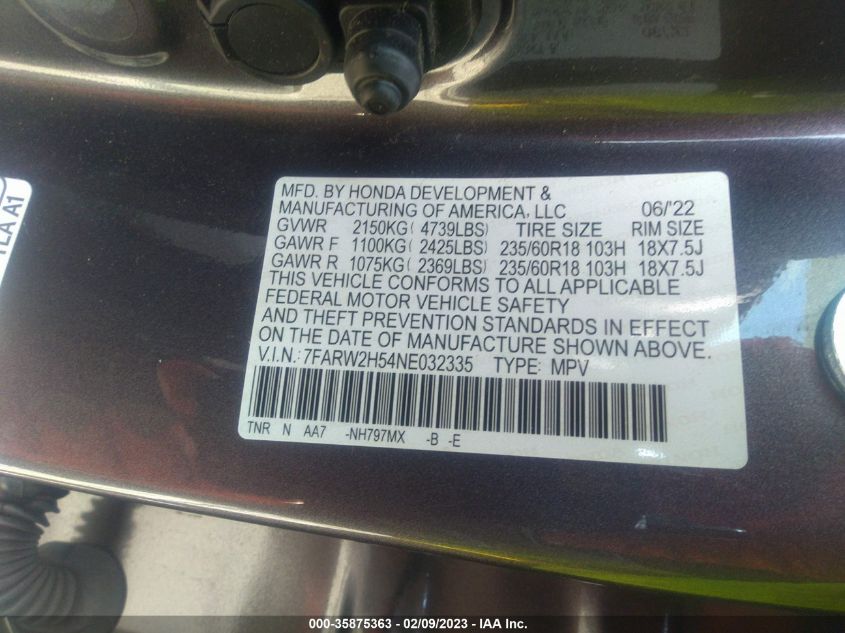 LA A1
MFD. BY HONDA DEVELOPMENT &
MANUFACTURING OF AMERICA, LLC 06/'22
GVWR 2150KG( 4739LBS) TIRE SIZE RIM SIZE
GAWR F 1100KG( 2425LBS) 235/60R18 103H 18X7.5J
GAWR R 1075KG( 2369LBS) 235/60R18 103H 18X7.5J
THIS VEHICLE CONFORMS TO ALL APPLICABLE
FEDERAL MOTOR VEHICLE SAFETY
AND THEFT PREVENTION STANDARDS IN EFFECT
ON THE DATE OF MANUFACTURE SHOWN ABOVE.
V.I.N.: 7FARW2H54NE032335 TYPE: MPV
TNR N AA7 -NH797MX -B -E
000-35875363 - 02/09/2023 - IAA Inc.